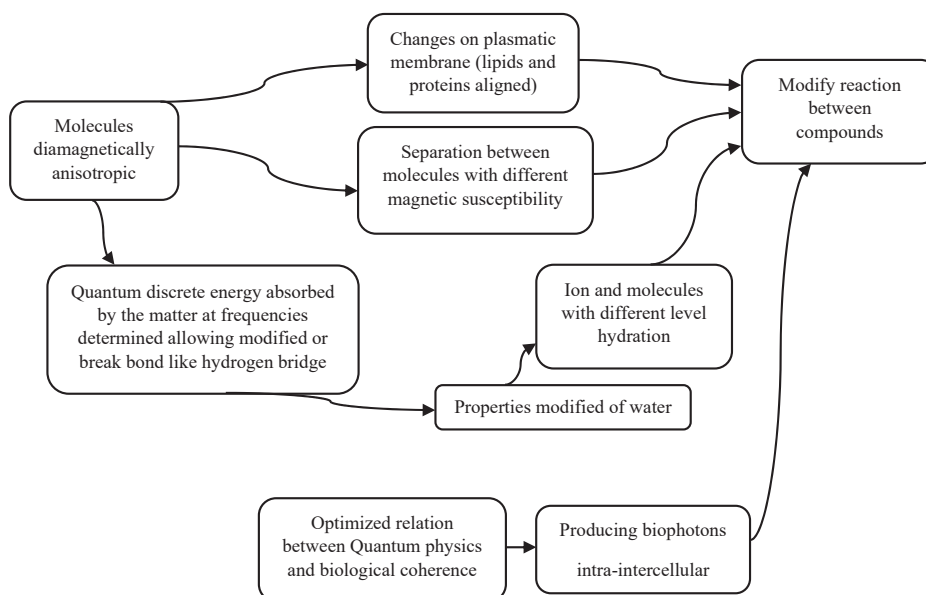 Changes on plasmatic
membrane (lipids and
proteins aligned)
Modify reaction
between
compounds
Molecules
diamagnetically
anisotropic
Separation between
molecules with different
magnetic susceptibility
Quantum discrete energy absorbed
by the matter at frequencies
determined allowing modified or
break bond like hydrogen bridge
Ion and molecules
with different level
hydration
Properties modified of water
Optimized relation
between Quantum physics
and biological coherence
Producing biophotons
intra-intercellular